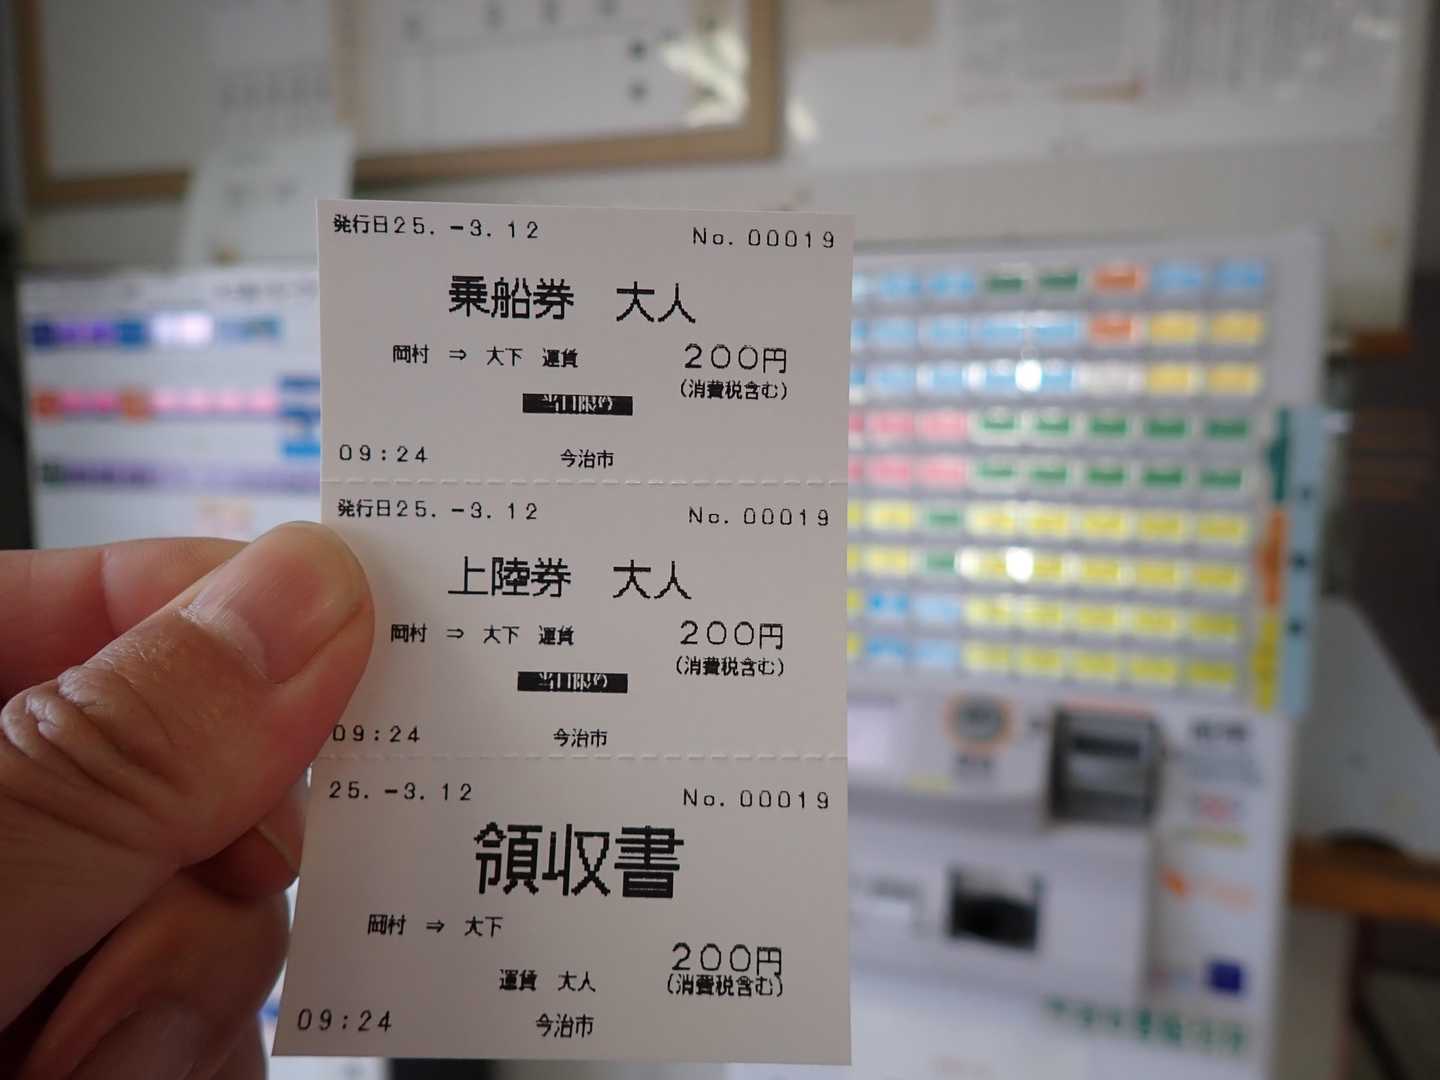 発行日25.-3.12 No.00019
乗船券 大人
岡村 ⇒ 大下 運賃 200円
(消費税含む)
当日限り
09:24 今治市
発行日25.-3.12 No.00019
上陸券 大人
岡村 ⇒ 大下 運賃 200円
(消費税含む)
当日限り
09:24 今治市
25.-3.12 No.00019
領収書
岡村 ⇒ 大下
200円
運賃 大人 (消費税含む)
09:24 今治市